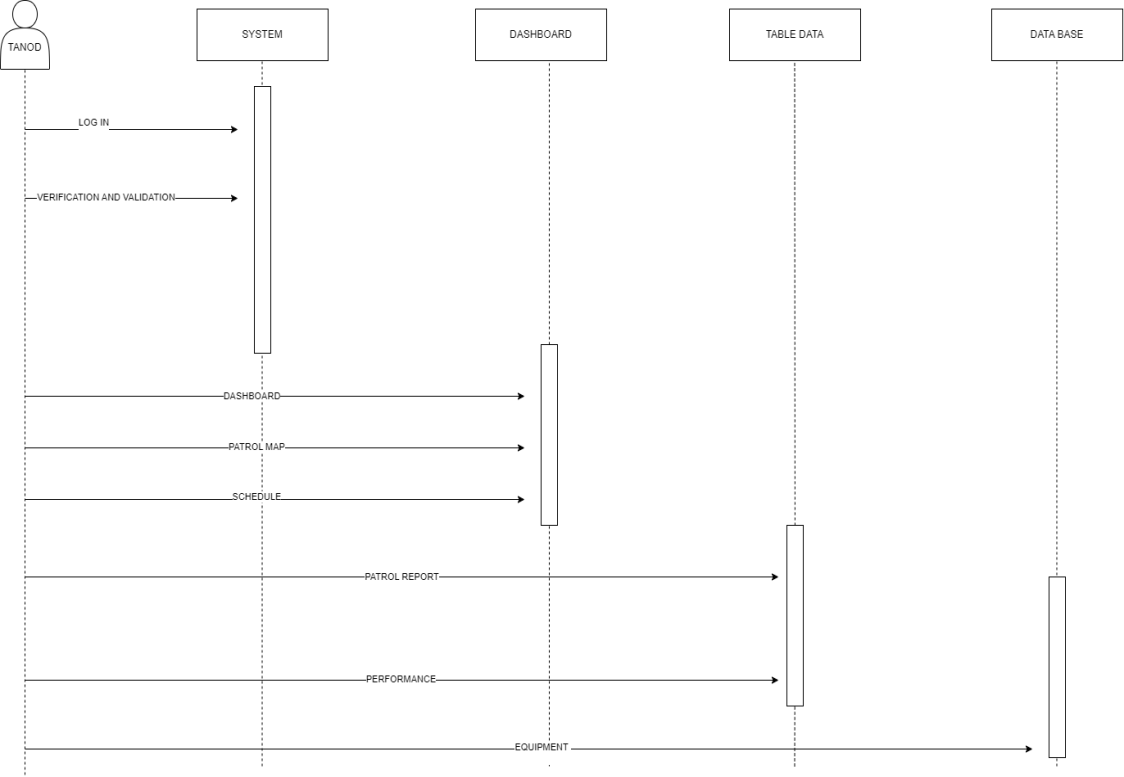 TANOD
SYSTEM
DASHBOARD
TABLE DATA
DATA BASE
LOG IN
VERIFICATION AND VALIDATION
DASHBOARD
PATROL MAP
SCHEDULE
PATROL REPORT
PERFORMANCE
EQUIPMENT